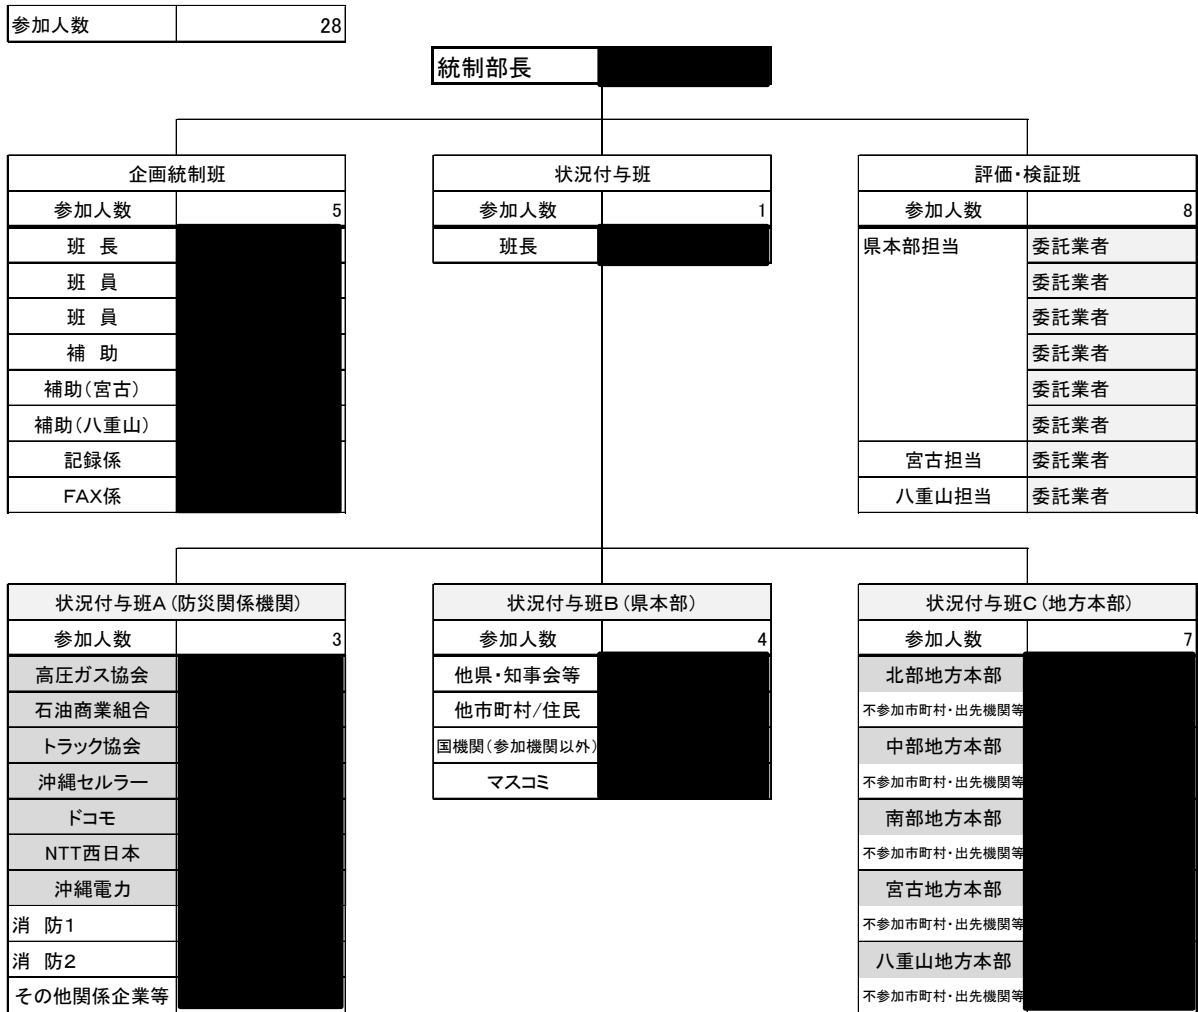 参加人数 28
統制部長
企画統制班
参加人数 5
班 長
班 員
班 員
補 助
補助(宮古)
補助(八重山)
記録係
FAX係
状況付与班
参加人数 1
班長
評価・検証班
参加人数 8
県本部担当 委託業者
委託業者
委託業者
委託業者
委託業者
委託業者
宮古担当 委託業者
八重山担当 委託業者
状況付与班A(防災関係機関)
参加人数 3
高圧ガス協会
石油商業組合
トラック協会
沖縄セルラー
ドコモ
NTT西日本
沖縄電力
消 防1
消 防2
その他関係企業等
状況付与班B(県本部)
参加人数 4
他県・知事会等
他市町村/住民
国機関(参加機関以外)
マスコミ
状況付与班C(地方本部)
参加人数 7
北部地方本部
不参加市町村・出先機関等
中部地方本部
不参加市町村・出先機関等
南部地方本部
不参加市町村・出先機関等
宮古地方本部
不参加市町村・出先機関等
八重山地方本部
不参加市町村・出先機関等